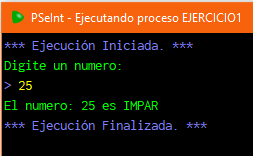 PSeInt - Ejecutando proceso EJERCICIO1
*** Ejecución Iniciada. ***
Digite un numero:
> 25
El numero: 25 es IMPAR
*** Ejecución Finalizada. ***